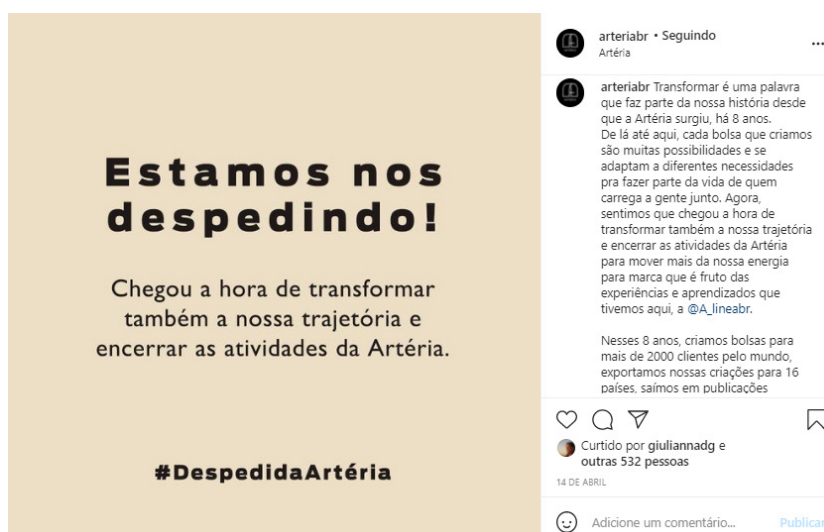 Estamos nos
despedindo!
Chegou a hora de transformar
também a nossa trajetória e
encerrar as atividades da Artéria.
#DespedidaArtéria
arteriabr • Seguindo
Artéria
arteriabr Transformar é uma palavra
que faz parte da nossa história desde
que a Artéria surgiu, há 8 anos.
De lá até aqui, cada bolsa que criamos
são muitas possibilidades e se
adaptam a diferentes necessidades
pra fazer parte da vida de quem
carrega a gente junto. Agora,
sentimos que chegou a hora de
transformar também a nossa trajetória
e encerrar as atividades da Artéria
para mover mais da nossa energia
para marca que é fruto das
experiências e aprendizados que
tivemos aqui, a @A_lineabr.
Nesses 8 anos, criamos bolsas para
mais de 2000 clientes pelo mundo,
exportamos nossas criações para 16
países, saímos em publicações
Curtido por giuliannadg e
outras 532 pessoas
14 DE ABRIL
Adicione um comentário... Publicar